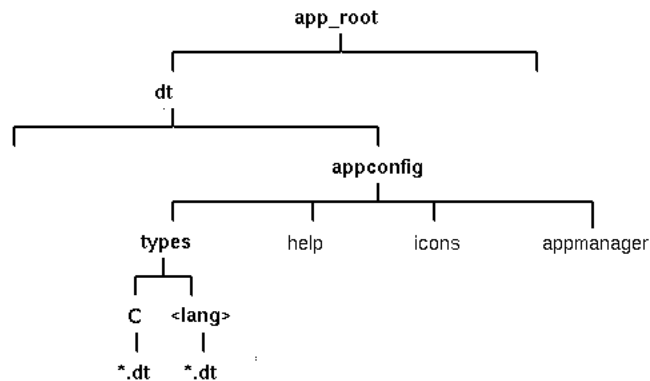 app_root
dt
appconfig
types help icons appmanager
C <lang>
*.dt *.dt